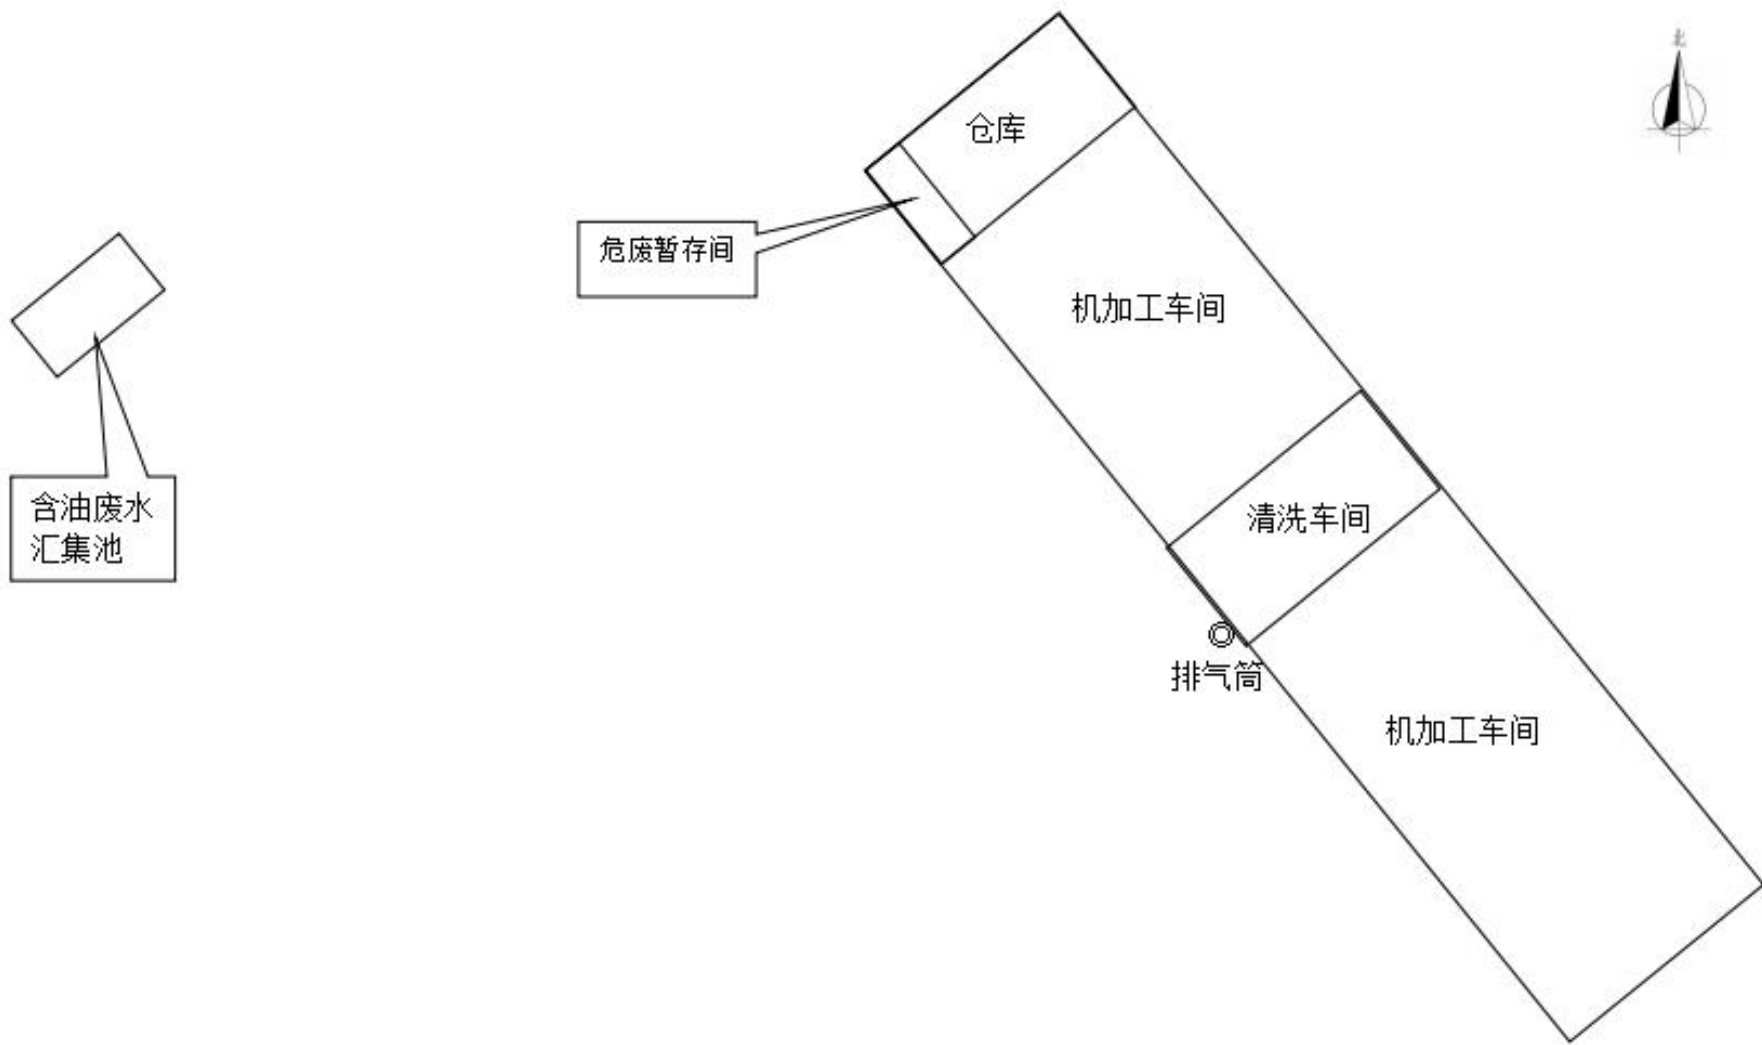 北
仓库
危废暂存间
机加工车间
含油废水
汇集池
清洗车间
排气筒
机加工车间